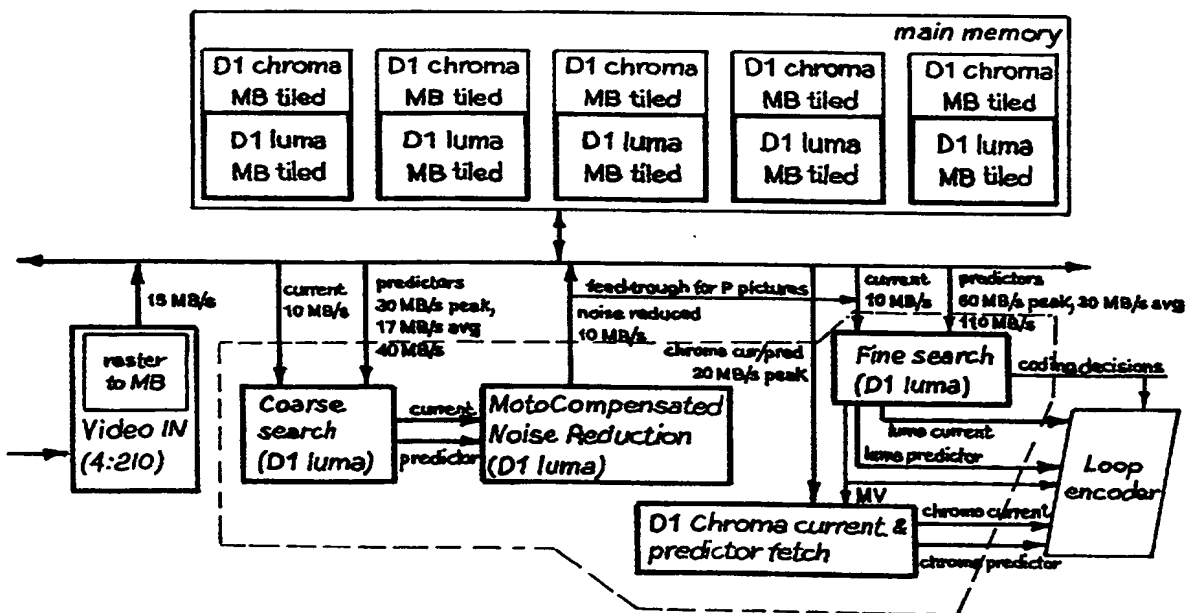 main memory
D1 chroma
MB tiled
D1 luma
MB tiled
D1 chroma
MB tiled
D1 luma
MB tiled
D1 chroma
MB tiled
D1 luma
MB tiled
D1 chroma
MB tiled
D1 luma
MB tiled
D1 chroma
MB tiled
D1 luma
MB tiled
15 MB/s
raster
to MB
Video IN
(4:210)
current
10 MB/s
predictors
30 MB/s peak,
17 MB/s avg
40 MB/s
feed-trough for P pictures
noise reduced
10 MB/s
chroma cur/pred
20 MB/s peak
current
10 MB/s
predictors
60 MB/s peak, 30 MB/s avg
110 MB/s
Coarse
search
(D1 luma)
current
predictor
MotoCompensated
Noise Reduction
(D1 luma)
Fine search
(D1 luma)
coding decisions
luma current
luma predictor
MV
Loop
encoder
D1 Chroma current &
predictor fetch
chroma current
chroma predictor